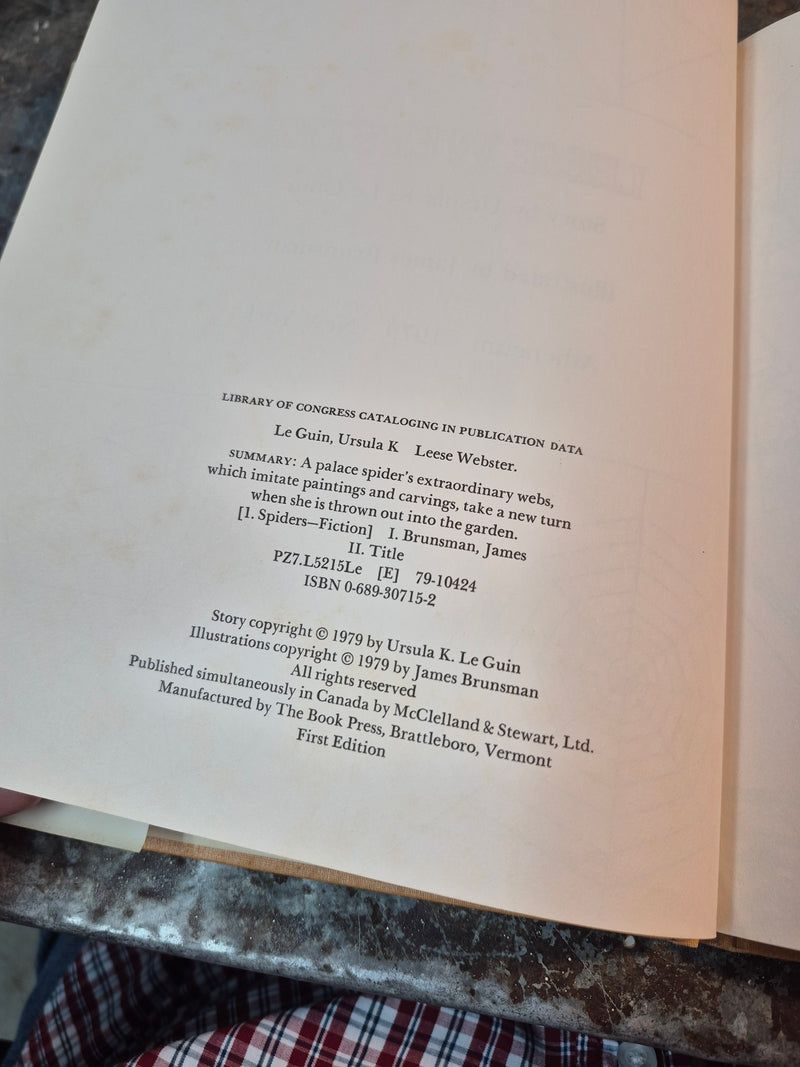 LIBRARY OF CONGRESS CATALOGING IN PUBLICATION DATA
Le Guin, Ursula K Leese Webster.
SUMMARY: A palace spider's extraordinary webs,
which imitate paintings and carvings, take a new turn
when she is thrown out into the garden.
[1. Spiders—Fiction] I. Brunsman, James
II. Title
PZ7.L5215Le [E] 79-10424
ISBN 0-689-30715-2
Story copyright © 1979 by Ursula K. Le Guin
Illustrations copyright © 1979 by James Brunsman
All rights reserved
Published simultaneously in Canada by McClelland & Stewart, Ltd.
Manufactured by The Book Press, Brattleboro, Vermont
First Edition